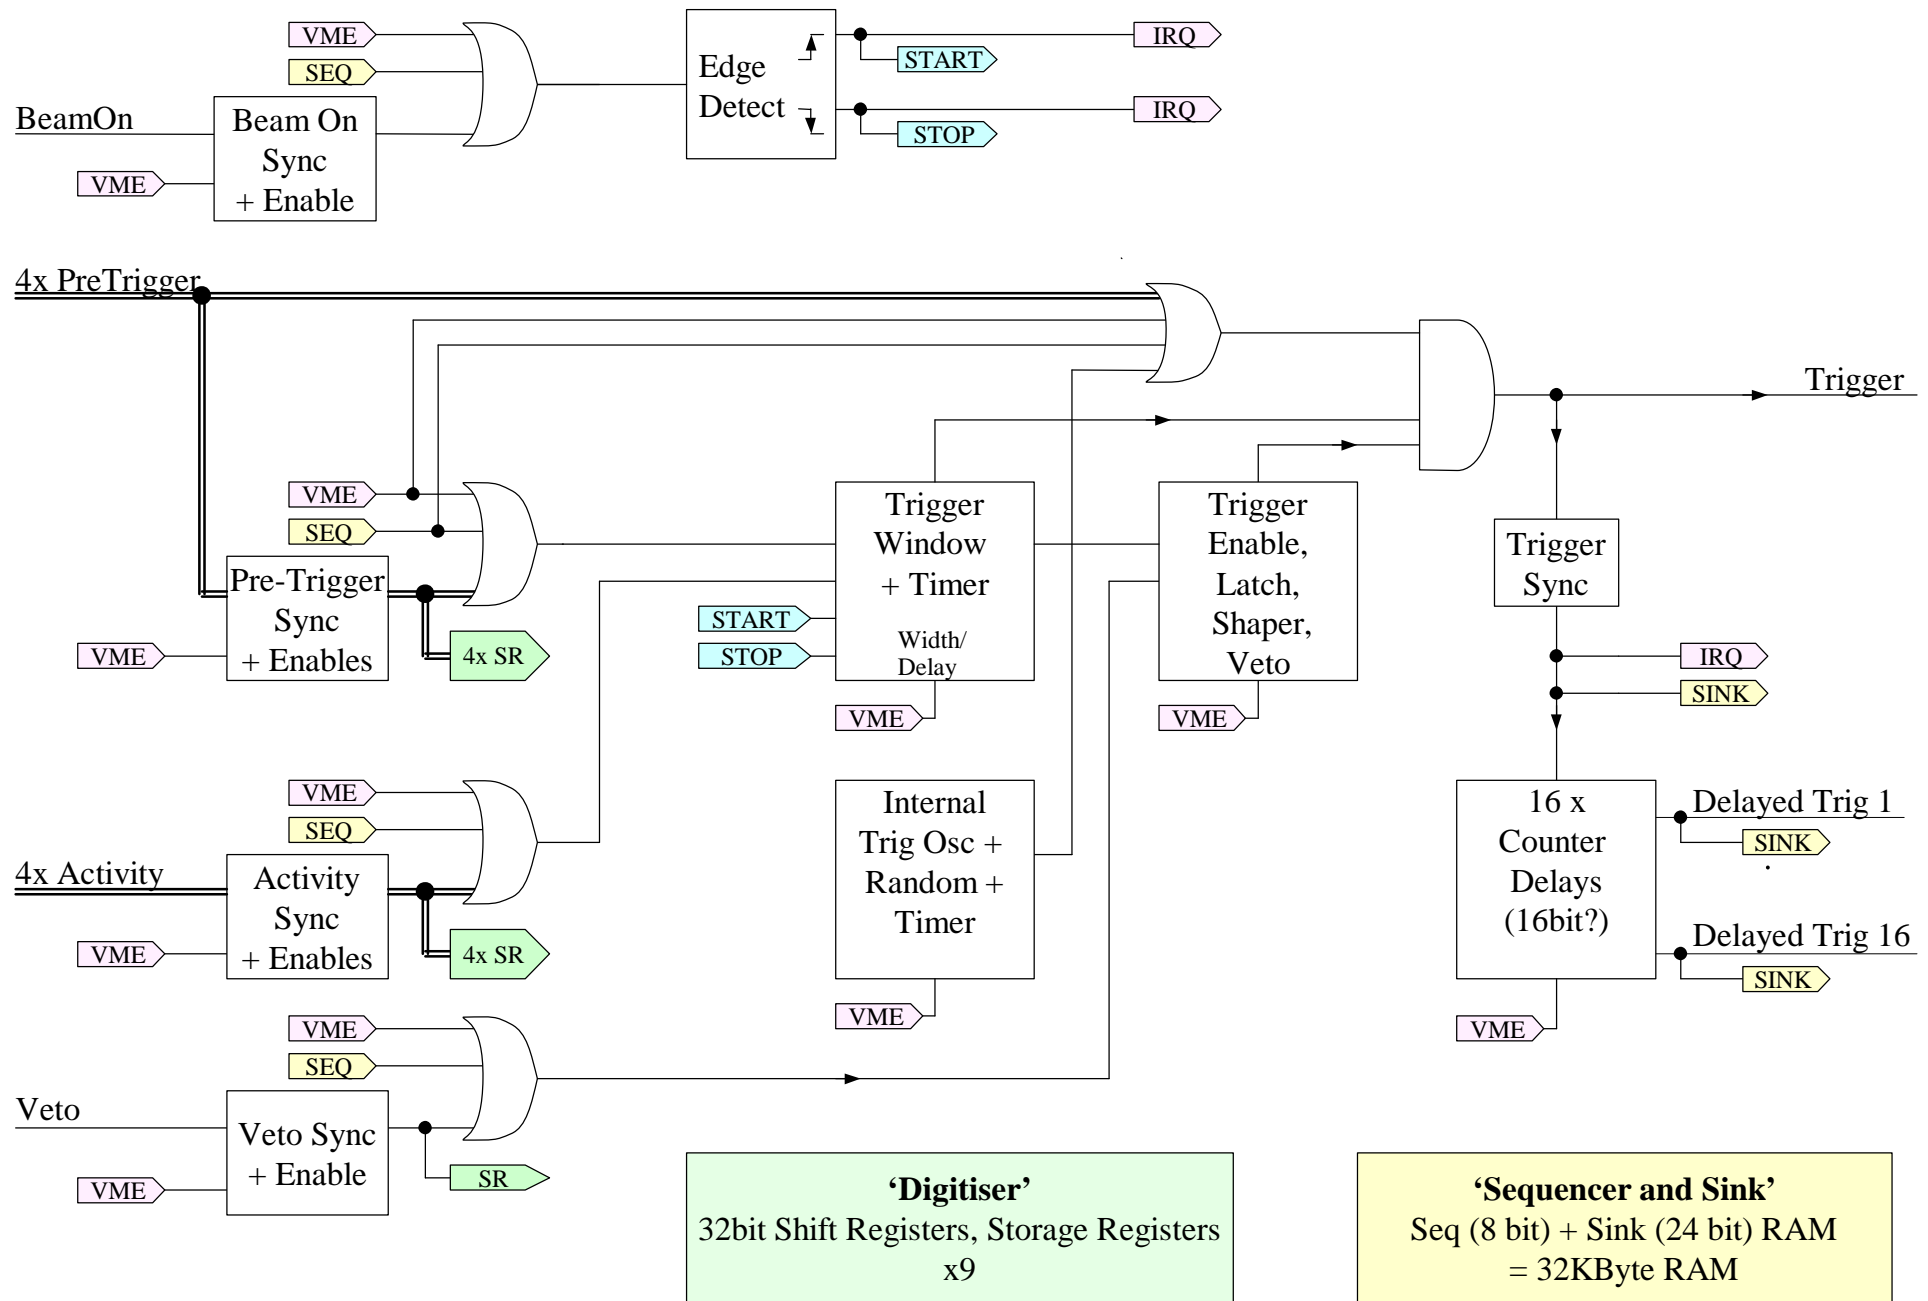 VME
SEQ
BeamOn
VME
Beam On
Sync
+ Enable
Edge
Detect
START
IRQ
STOP
IRQ
4x PreTrigger
VME
SEQ
Pre-Trigger
Sync
+ Enables
VME
4x SR
Trigger
Window
+ Timer
Width/
Delay
START
STOP
VME
Trigger
Enable,
Latch,
Shaper,
Veto
VME
Trigger
Trigger
Sync
IRQ
SINK
VME
SEQ
4x Activity
Activity
Sync
+ Enables
VME
4x SR
Internal
Trig Osc +
Random +
Timer
VME
16 x
Counter
Delays
(16bit?)
VME
Delayed Trig 1
SINK
Delayed Trig 16
SINK
VME
SEQ
Veto
Veto Sync
+ Enable
VME
SR
‘Digitiser’
32bit Shift Registers, Storage Registers
x9
‘Sequencer and Sink’
Seq (8 bit) + Sink (24 bit) RAM
= 32KByte RAM